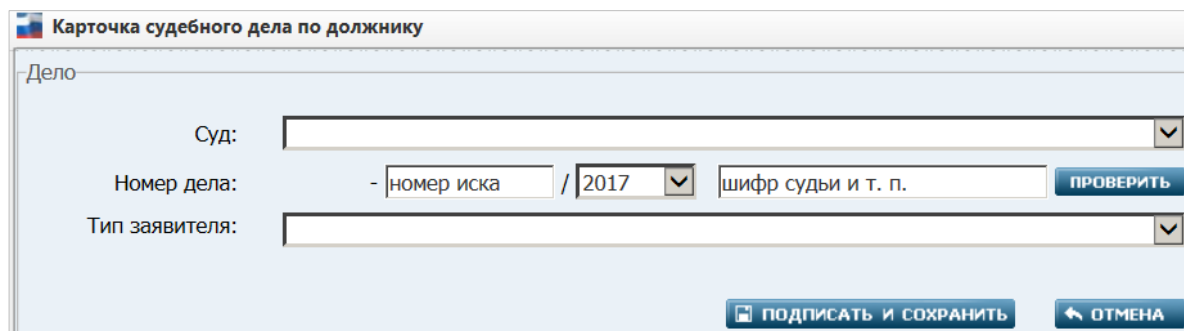 Карточка судебного дела по должнику
Дело
Суд:
Номер дела: - номер иска / 2017 шифр судьи и т. п. ПРОВЕРИТЬ
Тип заявителя:
ПОДПИСАТЬ И СОХРАНИТЬ ОТМЕНА